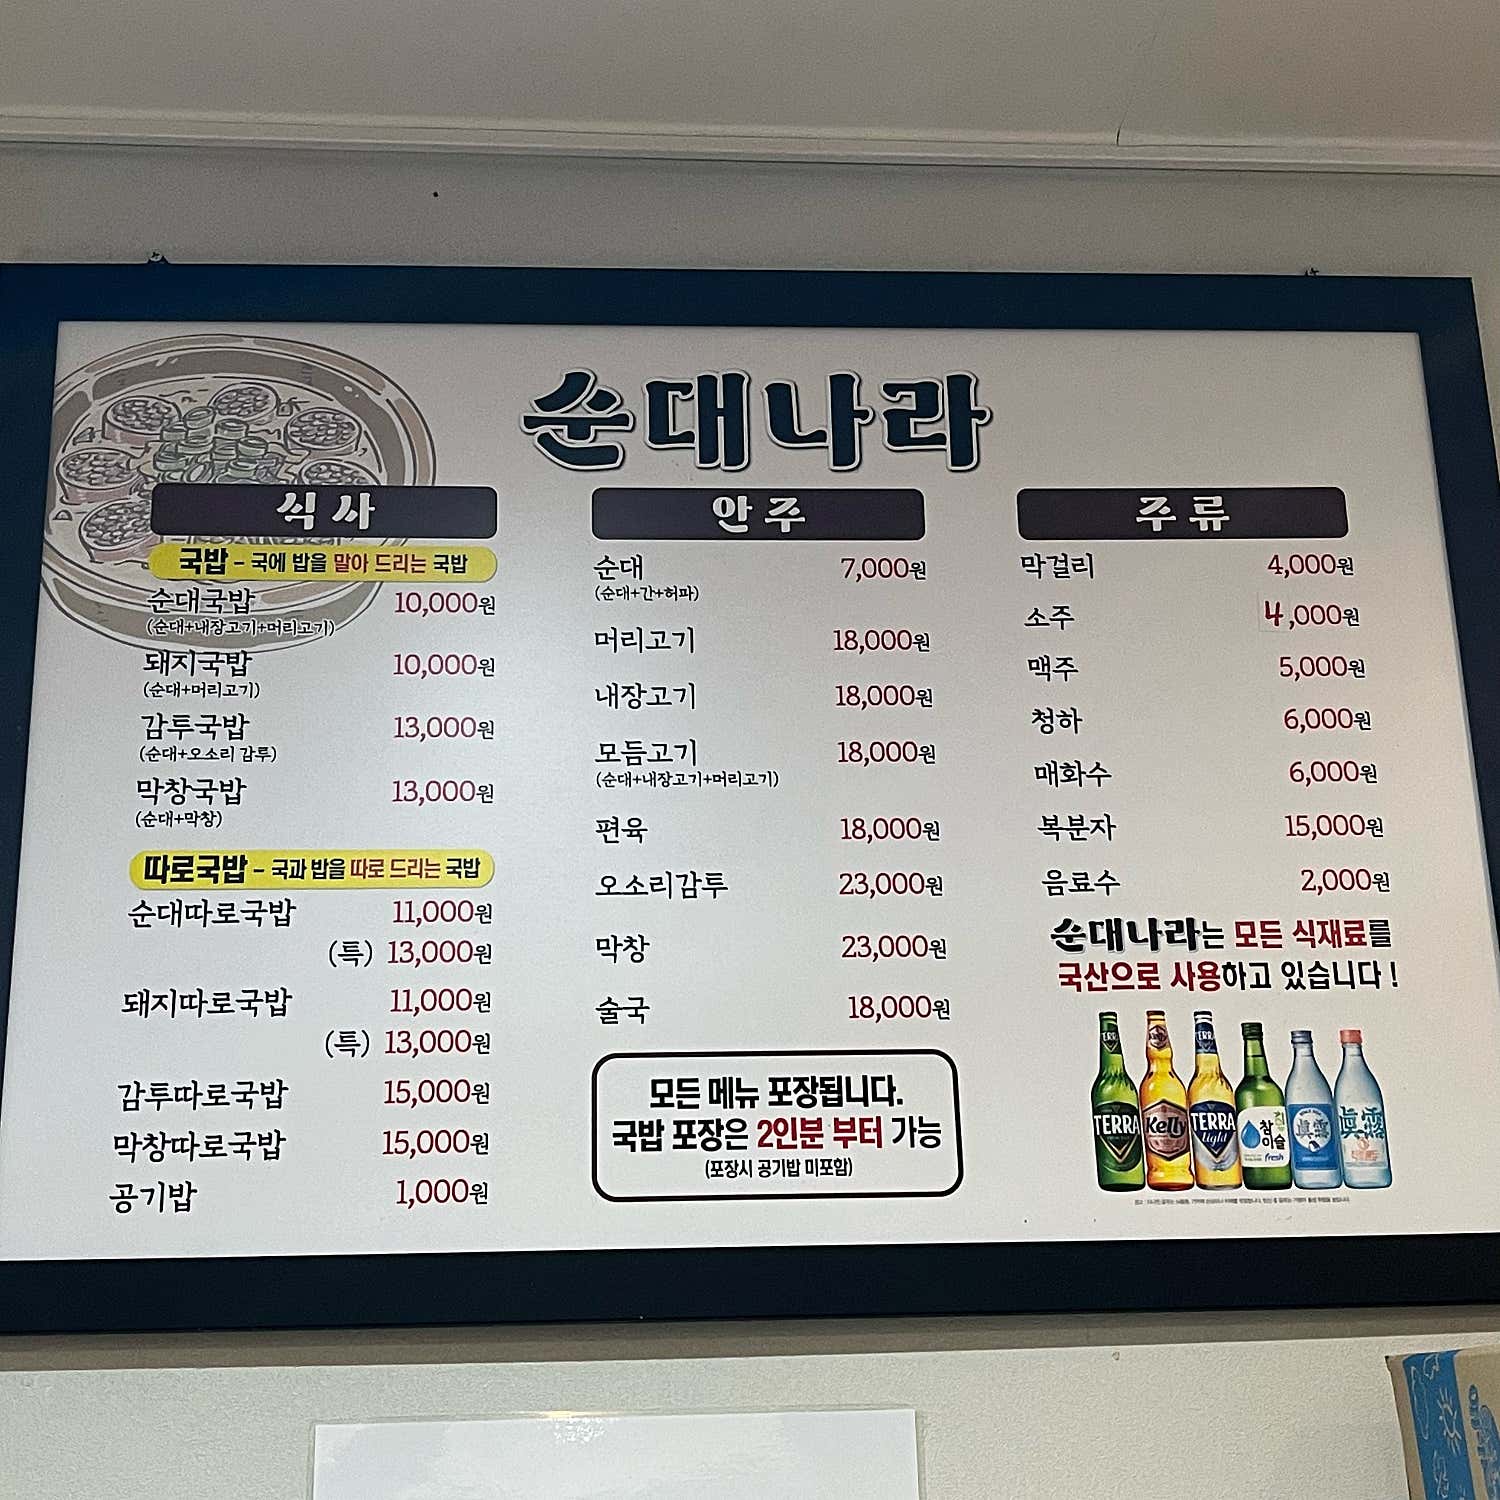 순대나라
식사
국밥 - 국에 밥을 말아 드리는 국밥
순대국밥 10,000원
(순대+내장고기+머리고기)
돼지국밥 10,000원
(순대+머리고기)
감투국밥 13,000원
(순대+오소리 감투)
막창국밥 13,000원
(순대+막창)
따로국밥 - 국과 밥을 따로 드리는 국밥
순대따로국밥 11,000원
(특) 13,000원
돼지따로국밥 11,000원
(특) 13,000원
감투따로국밥 15,000원
막창따로국밥 15,000원
공기밥 1,000원
안주
순대 7,000원
(순대+간+허파)
머리고기 18,000원
내장고기 18,000원
모듬고기 18,000원
(순대+내장고기+머리고기)
편육 18,000원
오소리감투 23,000원
막창 23,000원
술국 18,000원
모든 메뉴 포장됩니다.
국밥 포장은 2인분 부터 가능
(포장시 공기밥 미포함)
주류
막걸리 4,000원
소주 4,000원
맥주 5,000원
청하 6,000원
매화수 6,000원
복분자 15,000원
음료수 2,000원
순대나라는 모든 식재료를
국산으로 사용하고 있습니다!
TERRA
Kelly
TERRA
light
참
이슬
fresh
眞露
眞露